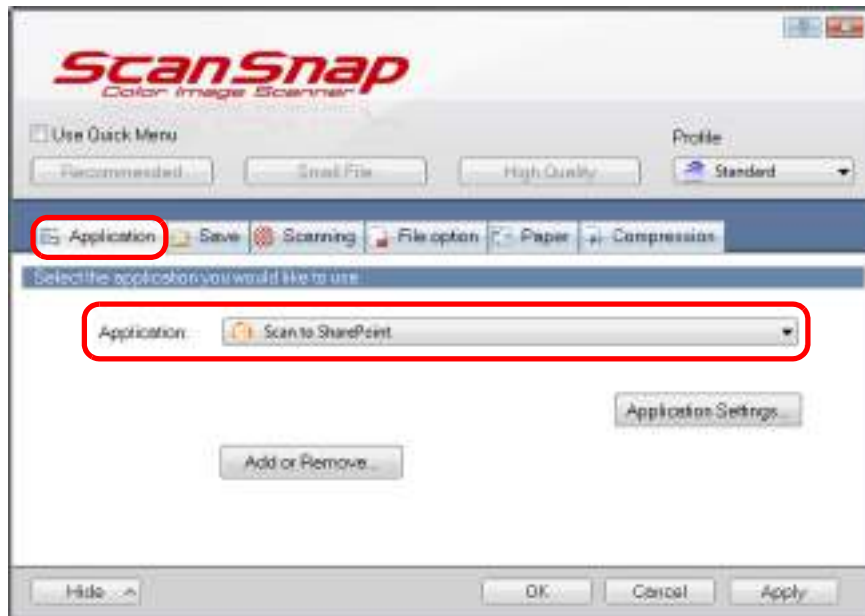 ScanSnap
Color Image Scanner
Use Quick Menu
Profile
Recommended
Small File
High Quality
Standard
Application
Save
Scanning
File option
Paper
Compression
Select the application you would like to use.
Application:
Scan to SharePoint
Application Settings...
Add or Remove...
Hide
OK
Cancel
Apply